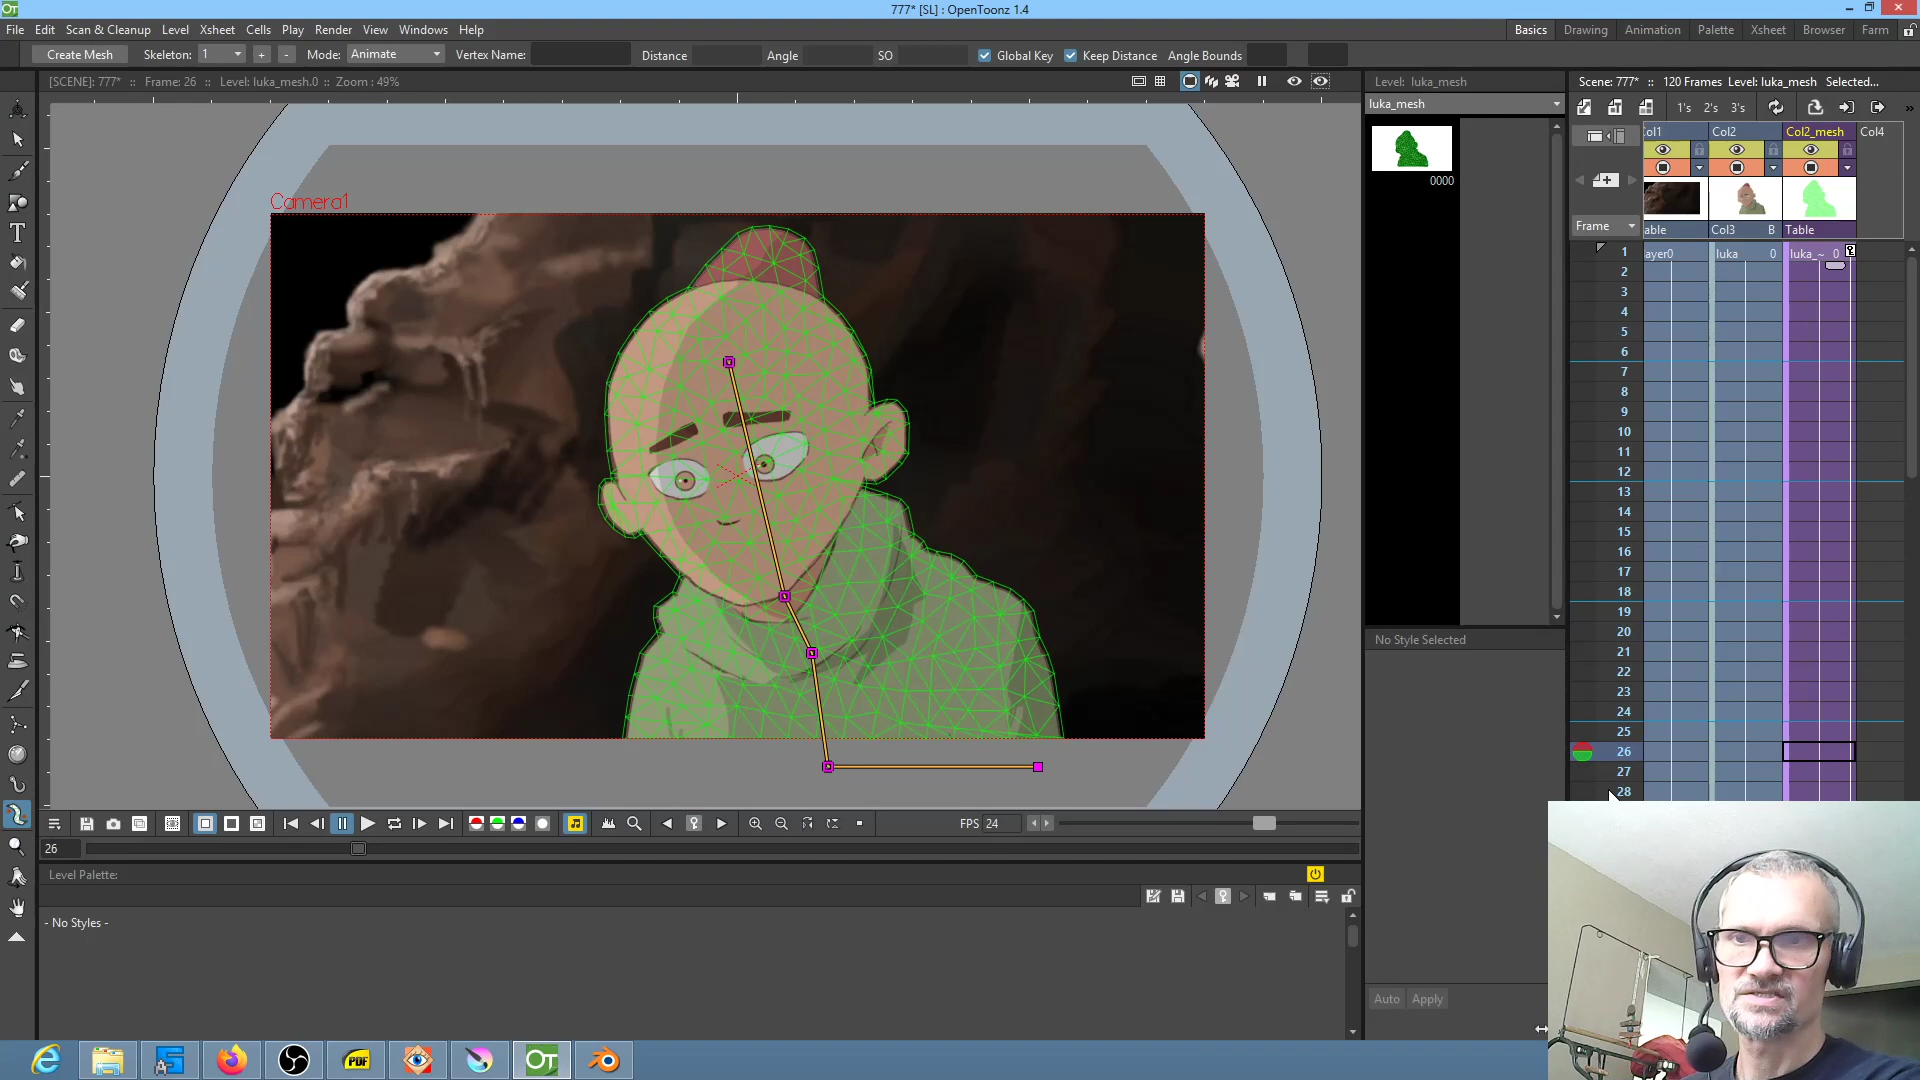 777* [SL] : OpenToonz 1.4
File Edit Scan & Cleanup Level Xsheet Cells Play Render View Windows Help
Basics Drawing Animation Palette Xsheet Browser Farm
Create Mesh Skeleton: 1 + - Mode: Animate Vertex Name: Distance Angle SO Global Key Keep Distance Angle Bounds
[SCENE]: 777* :: Frame: 26 :: Level: luka_mesh.0 :: Zoom : 49%
Level: luka_mesh
Scene: 777* :: 120 Frames Level: luka_mesh Selected...
luka_mesh
1's 2's 3's »
ol1 Col2 Col2_mesh Col4
0000
Camera1
Frame
able Col3 B Table
1 ayer0 luka 0 luka_~ 0
2
3
4
5
6
7
8
9
10
11
12
13
14
15
16
17
18
19
20
21
22
23
24
25
26
27
28
No Style Selected
FPS 24
26
Level Palette:
- No Styles -
Auto Apply
PDF
OT